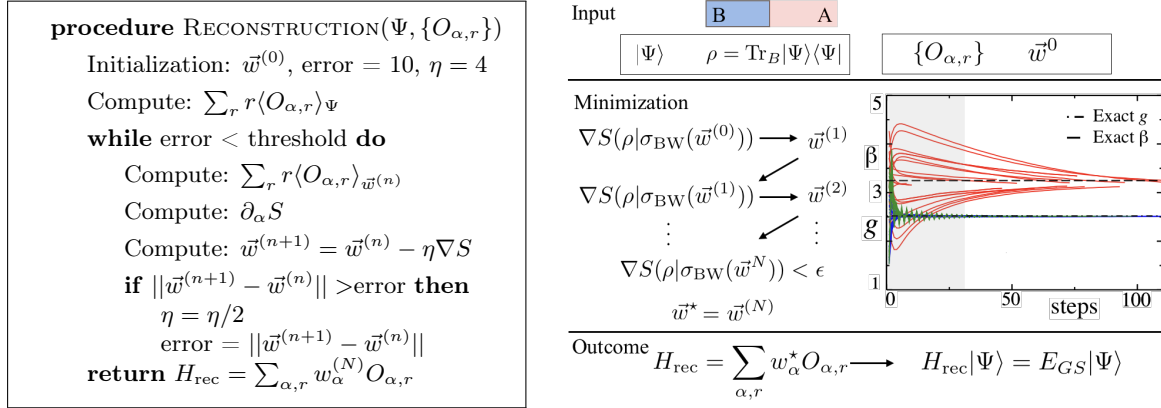 procedure RECONSTRUCTION(Ψ, {O_{α,r}})
Initialization: w⃗^{(0)}, error = 10, η = 4
Compute: ∑_r r⟨O_{α,r}⟩_Ψ
while error < threshold do
Compute: ∑_r r⟨O_{α,r}⟩_{w⃗^{(n)}}
Compute: ∂_α S
Compute: w⃗^{(n+1)} = w⃗^{(n)} − η∇S
if ||w⃗^{(n+1)} − w⃗^{(n)}|| >error then
η = η/2
error = ||w⃗^{(n+1)} − w⃗^{(n)}||
return H_rec = ∑_{α,r} w_α^{(N)} O_{α,r}
Input
B A
|Ψ⟩ ρ = Tr_B|Ψ⟩⟨Ψ|
{O_{α,r}} w⃗^0
Minimization
∇S(ρ|σ_BW(w⃗^{(0)})) → w⃗^{(1)}
∇S(ρ|σ_BW(w⃗^{(1)})) → w⃗^{(2)}
⋮ ⋮
∇S(ρ|σ_BW(w⃗^N)) < ϵ
w⃗^⋆ = w⃗^{(N)}
5
β
3
g
1
Exact g
Exact β
0 50 100
steps
Outcome
H_rec = ∑_{α,r} w_α^⋆ O_{α,r} → H_rec|Ψ⟩ = E_GS|Ψ⟩